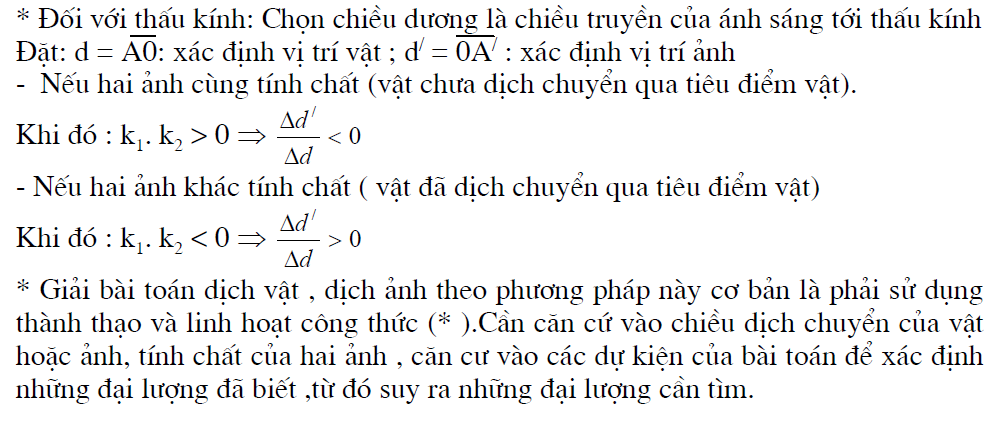 * Đối với thấu kính: Chọn chiều dương là chiều truyền của ánh sáng tới thấu kính
Đặt: d = A̅0̅: xác định vị trí vật ; d/ = 0̅A̅/ : xác định vị trí ảnh
- Nếu hai ảnh cùng tính chất (vật chưa dịch chuyển qua tiêu điểm vật).
Khi đó : k₁. k₂ > 0 ⇒ Δd//Δd < 0
- Nếu hai ảnh khác tính chất ( vật đã dịch chuyển qua tiêu điểm vật)
Khi đó : k₁. k₂ < 0 ⇒ Δd//Δd > 0
* Giải bài toán dịch vật , dịch ảnh theo phương pháp này cơ bản là phải sử dụng
thành thạo và linh hoạt công thức (* ).Cần căn cứ vào chiều dịch chuyển của vật
hoặc ảnh, tính chất của hai ảnh , căn cư vào các dự kiện của bài toán để xác định
những đại lượng đã biết ,từ đó suy ra những đại lượng cần tìm.